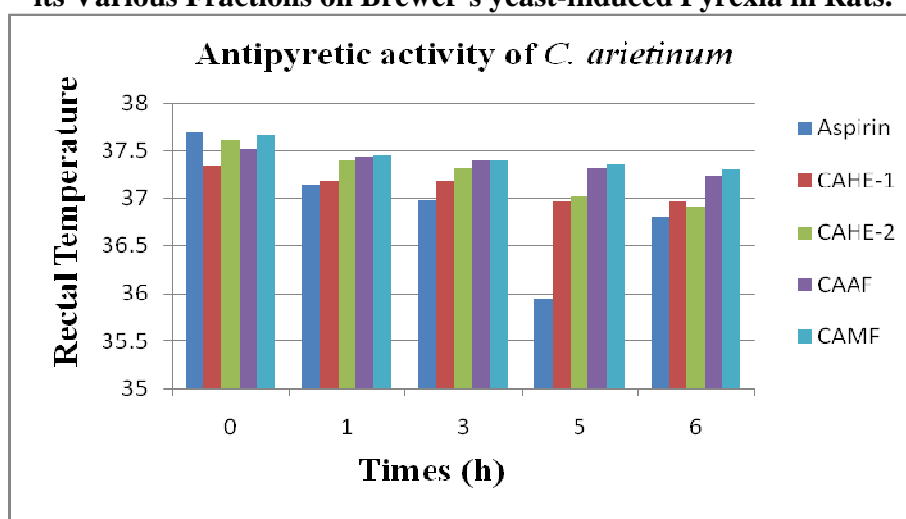 its Various Fractions on Brewer's yeast-induced Pyrexia in Rats.
Antipyretic activity of C. arietinum
Rectal Temperature
38
37.5
37
36.5
36
35.5
35
0 1 3 5 6
Times (h)
Aspirin
CAHE-1
CAHE-2
CAAF
CAMF